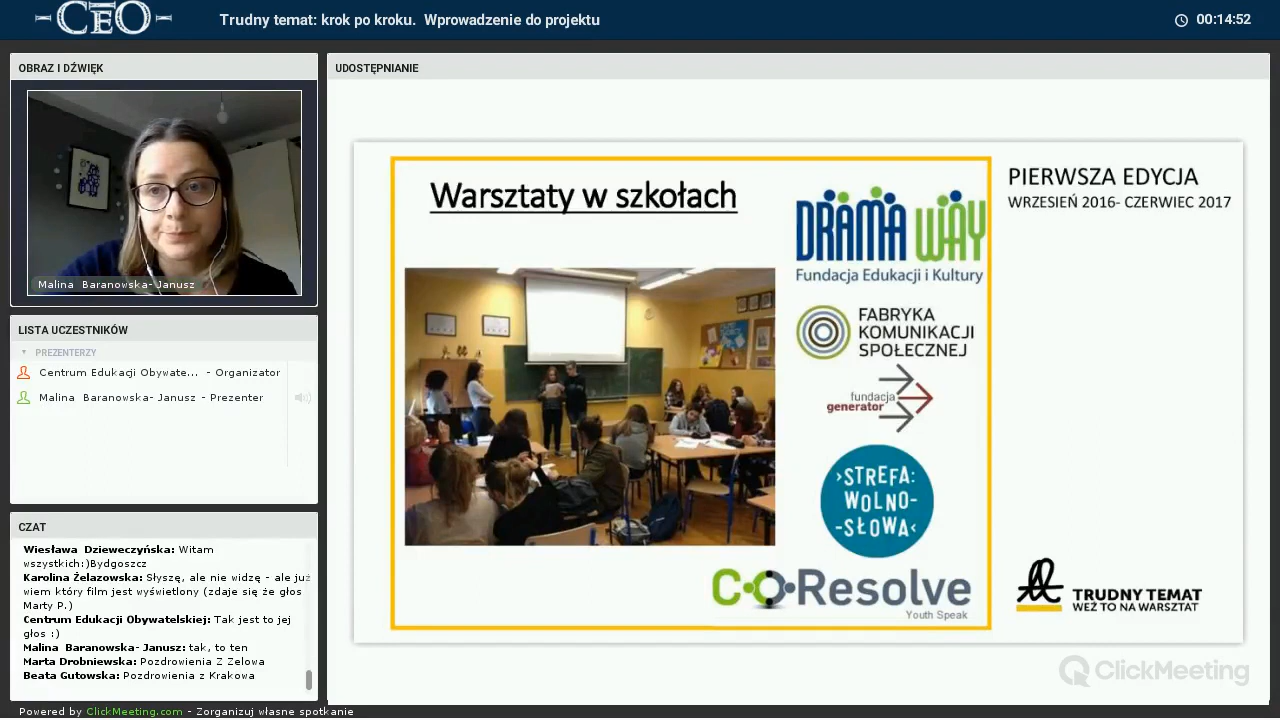 CEO
Trudny temat: krok po kroku. Wprowadzenie do projektu
00:14:52
OBRAZ I DŹWIĘK
Malina Baranowska- Janusz
LISTA UCZESTNIKÓW
PREZENTERZY
Centrum Edukacji Obywate... - Organizator
Malina Baranowska- Janusz - Prezenter
CZAT
Wiesława Dzieweczyńska: Witam
wszystkich:)Bydgoszcz
Karolina Żelazowska: Słyszę, ale nie widzę - ale już
wiem który film jest wyświetlony (zdaje się że głos
Marty P.)
Centrum Edukacji Obywatelskiej: Tak jest to jej
głos :)
Malina Baranowska- Janusz: tak, to ten
Marta Drobniewska: Pozdrowienia Z Zelowa
Beata Gutowska: Pozdrowienia z Krakowa
Powered by ClickMeeting.com - Zorganizuj własne spotkanie
UDOSTĘPNIANIE
Warsztaty w szkołach
DRAMA WAY
Fundacja Edukacji i Kultury
FABRYKA
KOMUNIKACJI
SPOŁECZNEJ
fundacja
generator
›STREFA:
WOLNO-
-SŁOWA‹
CO-Resolve
Youth Speak
PIERWSZA EDYCJA
WRZESIEŃ 2016- CZERWIEC 2017
TRUDNY TEMAT
WEŹ TO NA WARSZTAT
ClickMeeting